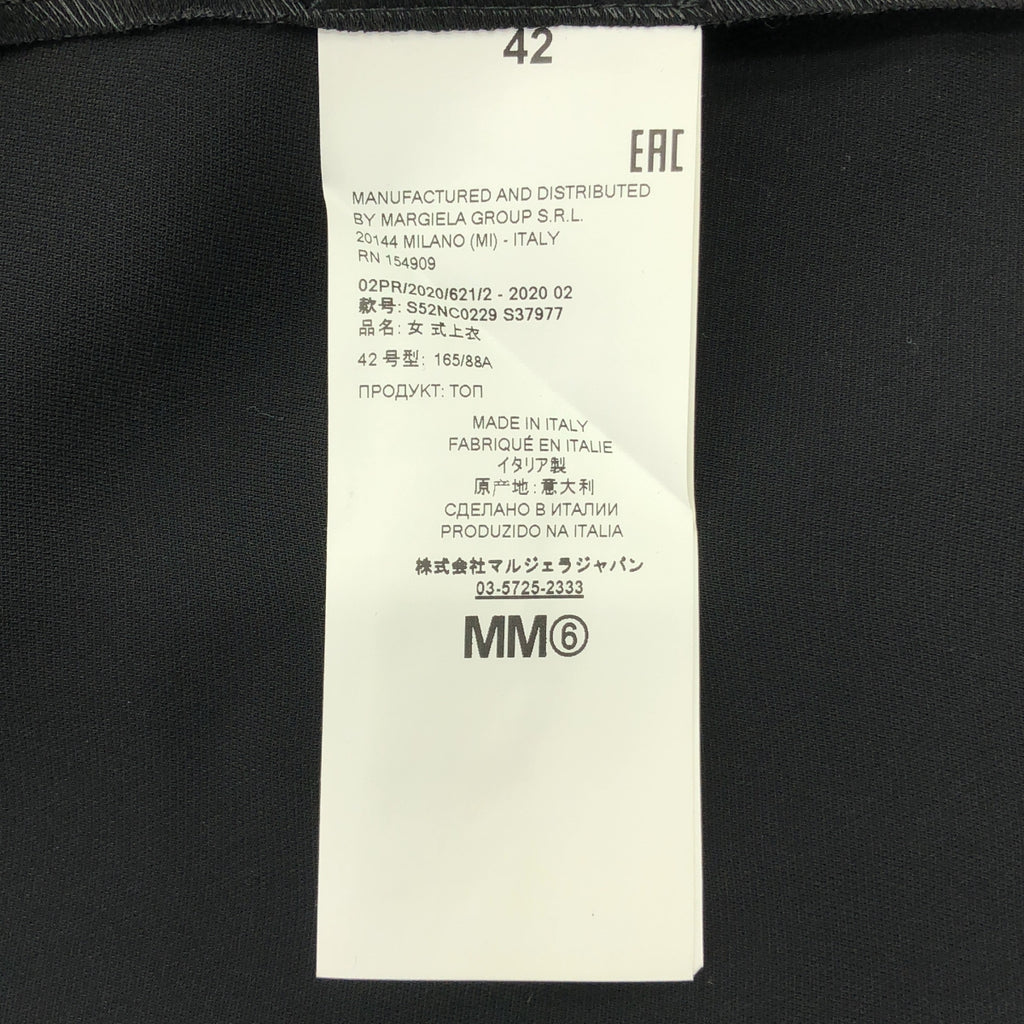 42
EAC
MANUFACTURED AND DISTRIBUTED
BY MARGIELA GROUP S.R.L.
20144 MILANO (MI) - ITALY
RN 154909
02PR/2020/621/2 - 2020 02
款号: S52NC0229 S37977
品名: 女 式上衣
42 号型: 165/88A
ПРОДУКТ: ТОП
MADE IN ITALY
FABRIQUÉ EN ITALIE
イタリア製
原产地: 意大利
СДЕЛАНО В ИТАЛИИ
PRODUZIDO NA ITALIA
株式会社マルジェラジャパン
03-5725-2333
MM⑥